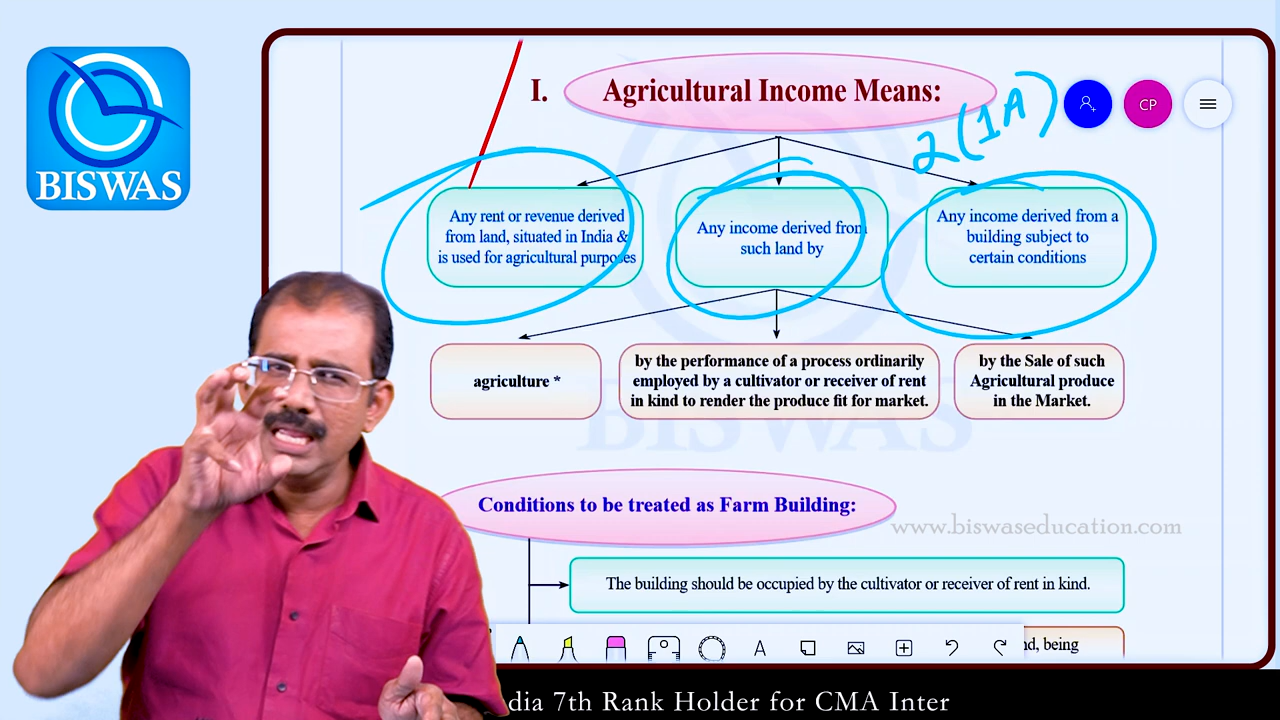 BISWAS
I. Agricultural Income Means:
2(1A)
CP
Any rent or revenue derived
from land, situated in India &
is used for agricultural purposes
Any income derived from
such land by
Any income derived from a
building subject to
certain conditions
agriculture *
by the performance of a process ordinarily
employed by a cultivator or receiver of rent
in kind to render the produce fit for market.
by the Sale of such
Agricultural produce
in the Market.
BISWAS
Conditions to be treated as Farm Building:
www.biswaseducation.com
The building should be occupied by the cultivator or receiver of rent in kind.
being
7th Rank Holder for CMA Inter